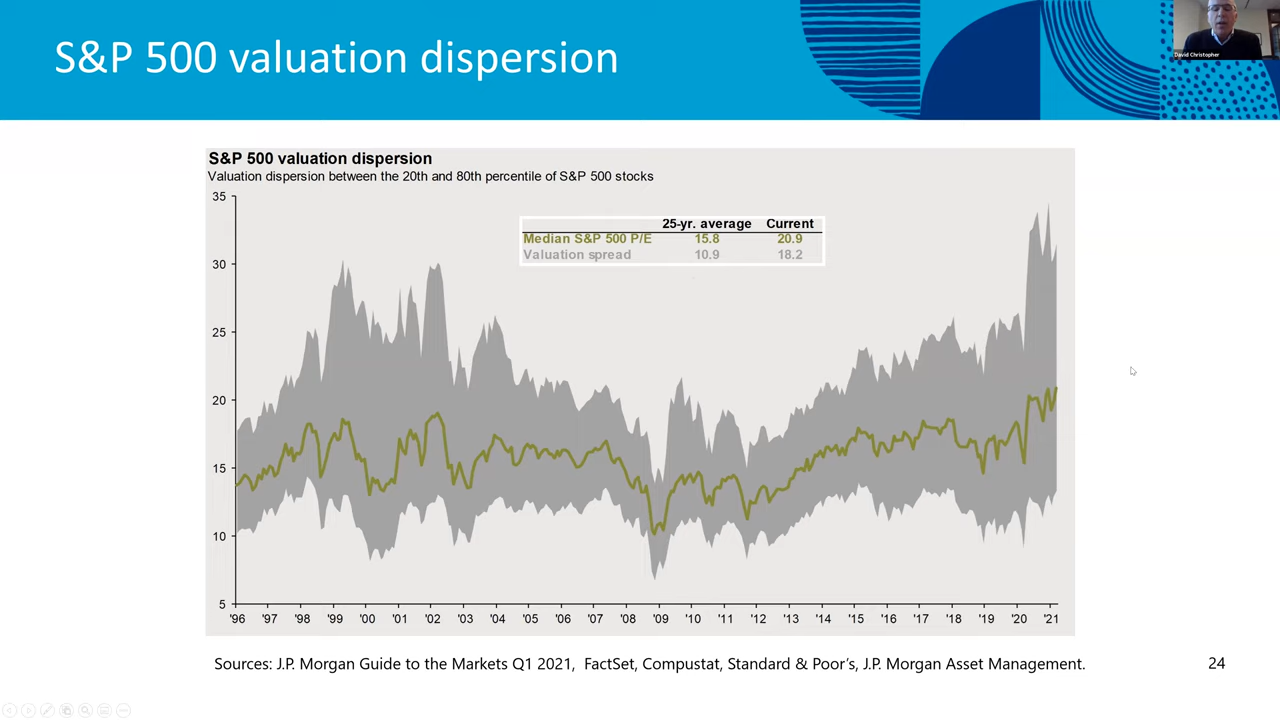 S&P 500 valuation dispersion
David Christopher
S&P 500 valuation dispersion
Valuation dispersion between the 20th and 80th percentile of S&P 500 stocks
25-yr. average Current
Median S&P 500 P/E 15.8 20.9
Valuation spread 10.9 18.2
35
30
25
20
15
10
5
'96 '97 '98 '99 '00 '01 '02 '03 '04 '05 '06 '07 '08 '09 '10 '11 '12 '13 '14 '15 '16 '17 '18 '19 '20 '21
Sources: J.P. Morgan Guide to the Markets Q1 2021, FactSet, Compustat, Standard & Poor's, J.P. Morgan Asset Management.
24